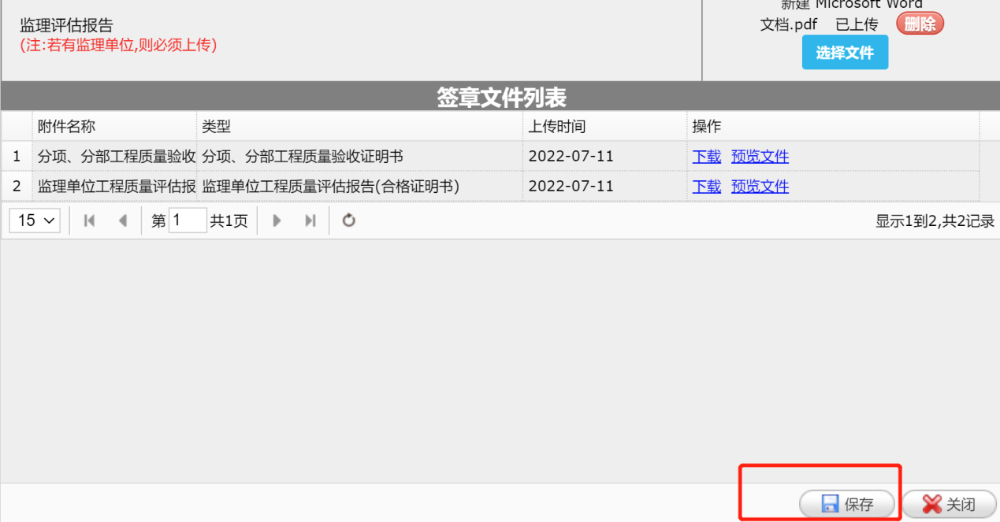 新建 Microsoft Word
监理评估报告
文档.pdf 已上传 删除
(注:若有监理单位,则必须上传)
选择文件
签章文件列表
附件名称 类型 上传时间 操作
1 分项、分部工程质量验收 分项、分部工程质量验收证明书 2022-07-11 下载 预览文件
2 监理单位工程质量评估报 监理单位工程质量评估报告(合格证明书) 2022-07-11 下载 预览文件
15 第 1 共1页 显示1到2,共2记录
保存 关闭